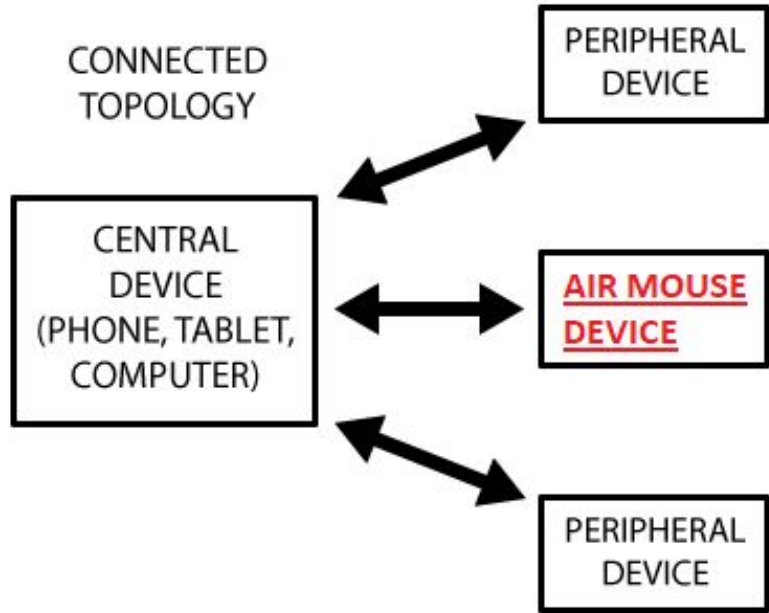 CONNECTED
TOPOLOGY
PERIPHERAL
DEVICE
CENTRAL
DEVICE
(PHONE, TABLET,
COMPUTER)
AIR MOUSE
DEVICE
PERIPHERAL
DEVICE